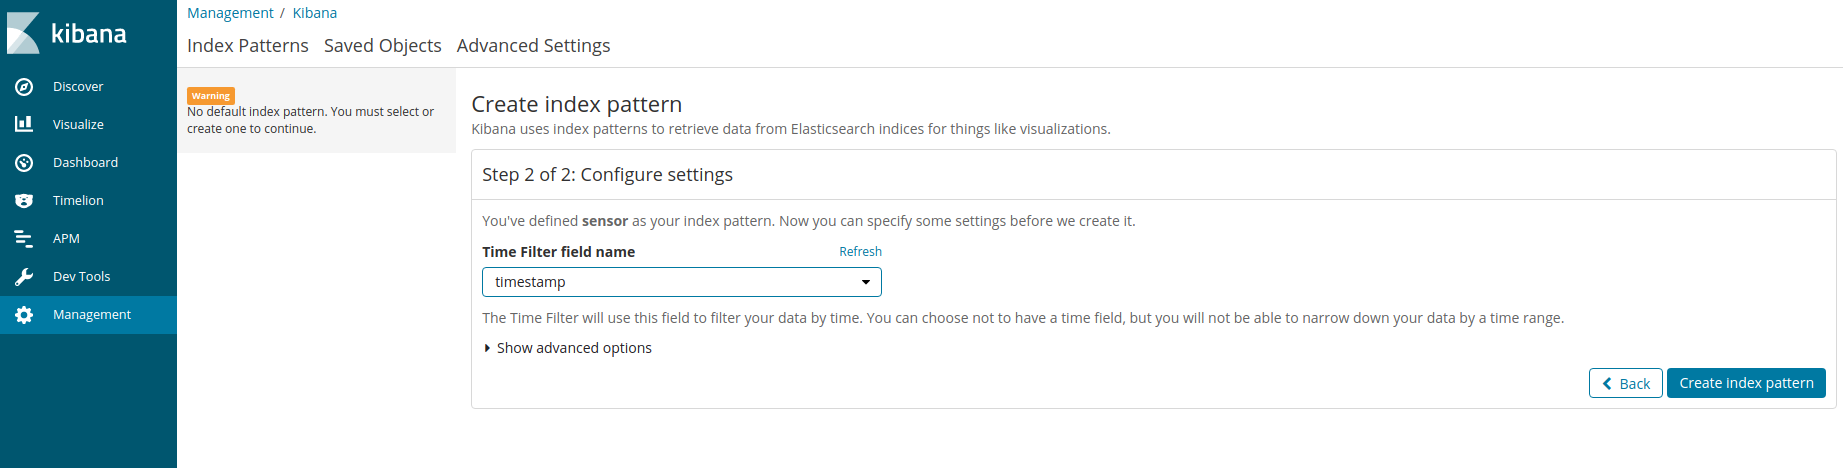 kibana
Discover
Visualize
Dashboard
Timelion
APM
Dev Tools
Management
Management / Kibana
Index Patterns Saved Objects Advanced Settings
Warning
No default index pattern. You must select or
create one to continue.
Create index pattern
Kibana uses index patterns to retrieve data from Elasticsearch indices for things like visualizations.
Step 2 of 2: Configure settings
You've defined sensor as your index pattern. Now you can specify some settings before we create it.
Time Filter field name Refresh
timestamp
The Time Filter will use this field to filter your data by time. You can choose not to have a time field, but you will not be able to narrow down your data by a time range.
Show advanced options
Back Create index pattern